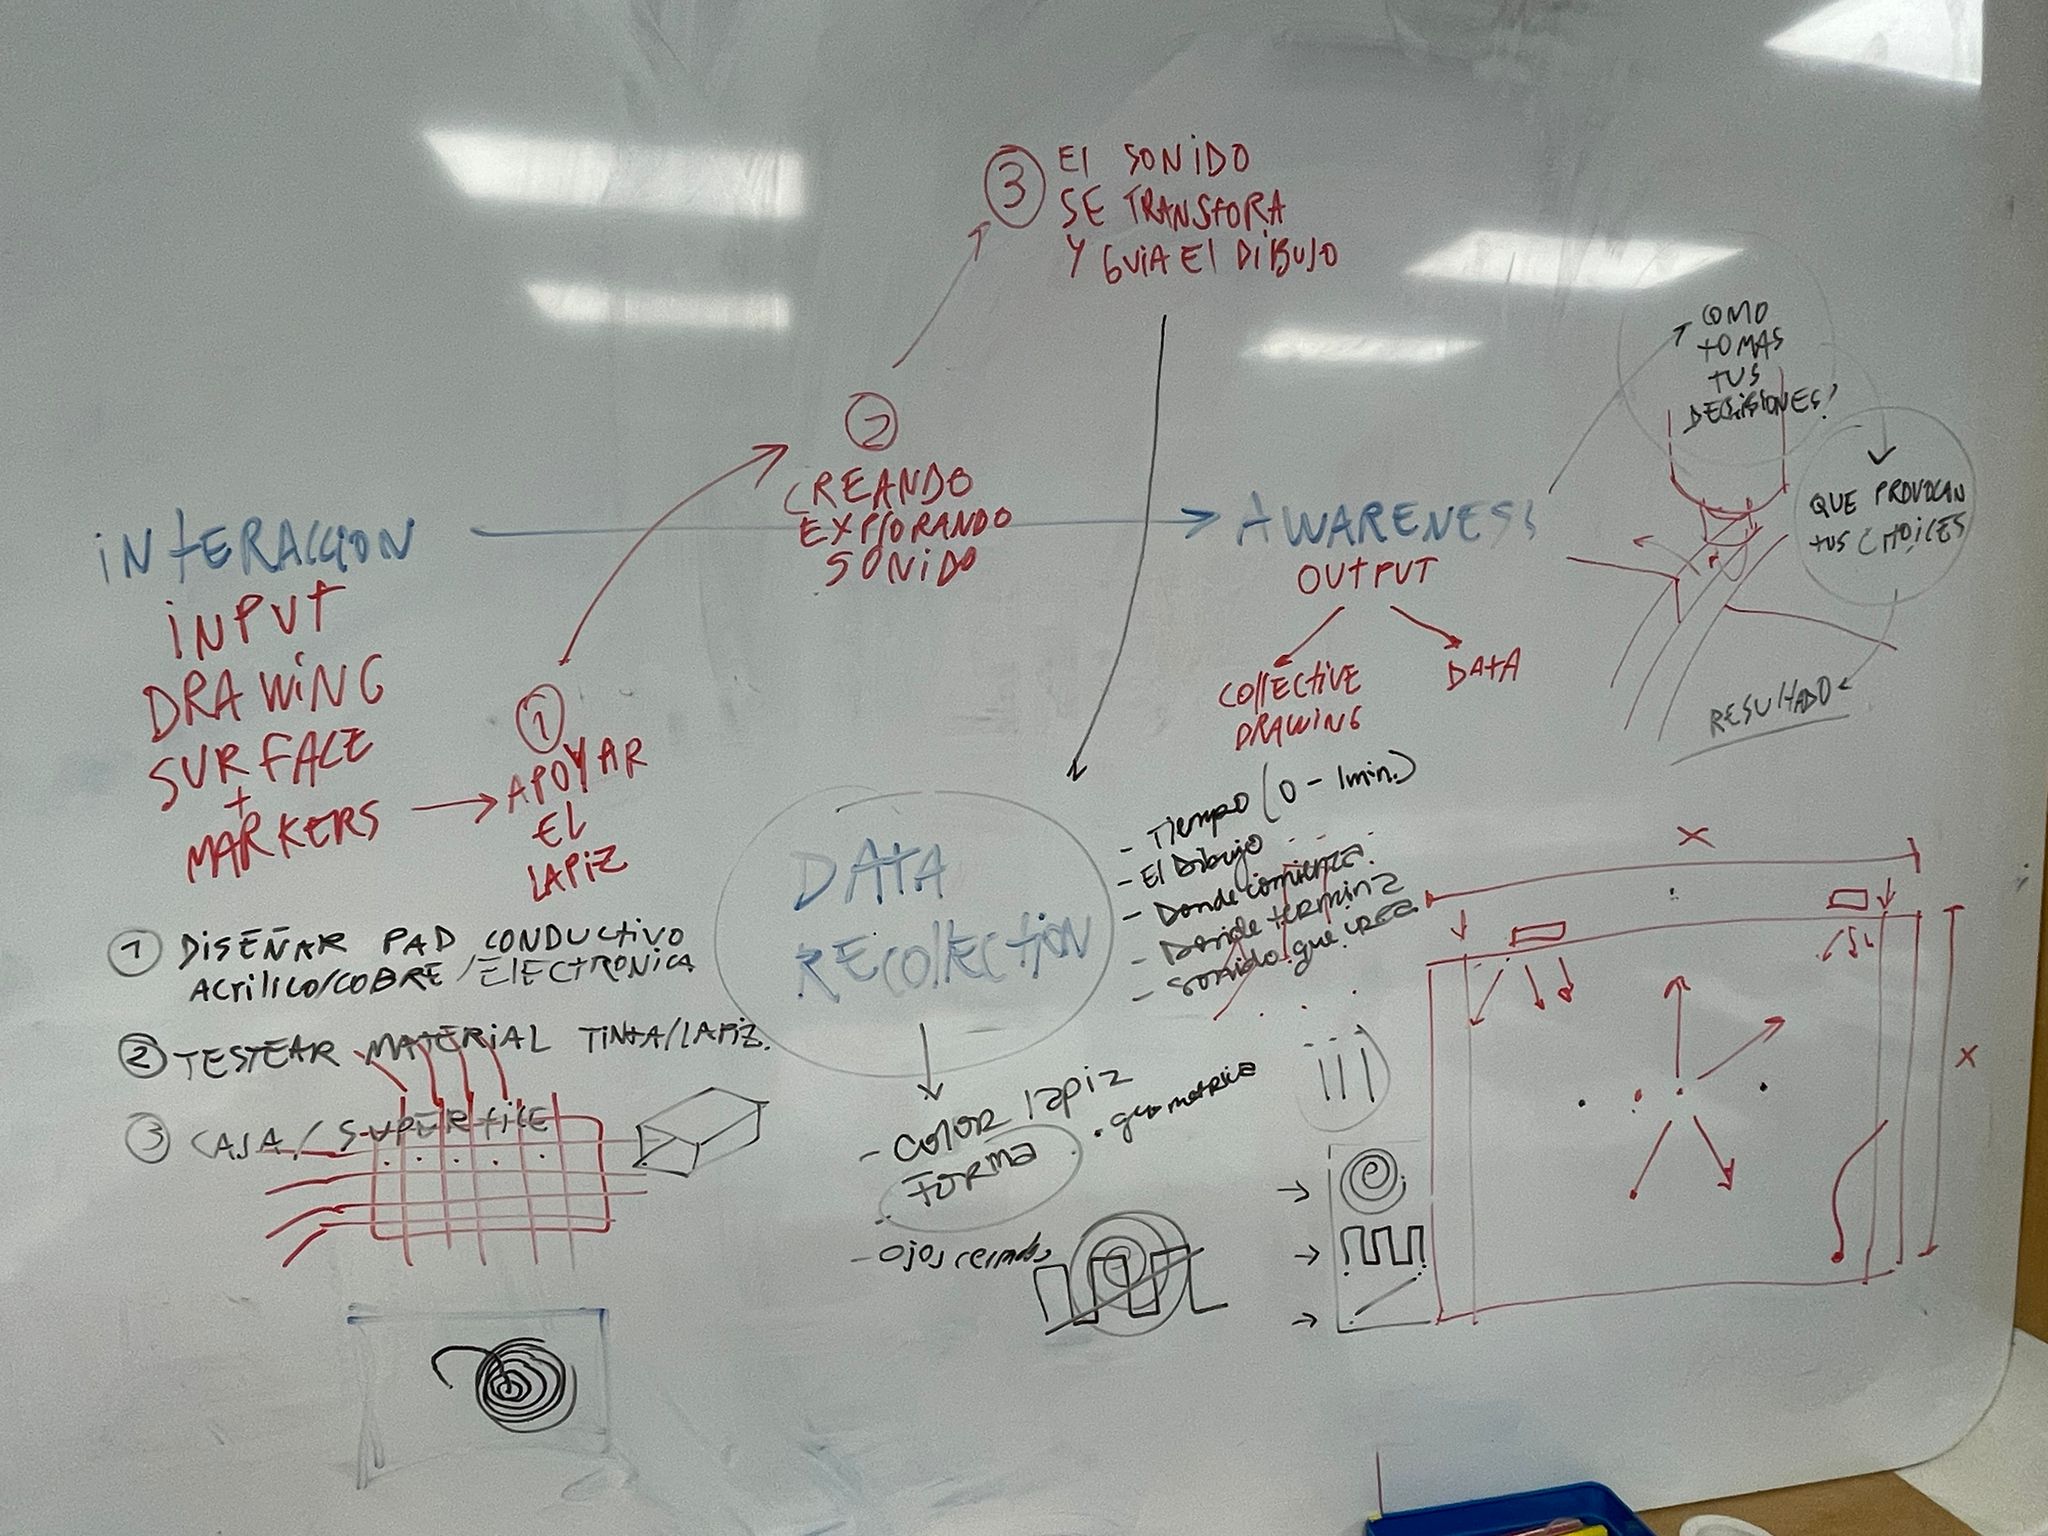 3
El SONiDO
SE TRANSfORA
Y GUiA El DiBUJO
COMO
tOMAS
tUS
DECiSiONES?
QUE PROVOCAN
tUS CHOiCES
RESUltADO
2
CREANDO
EXPlORANDO
SONiDO
iNtERACCiON
iNPUt
DRAWiNG
SURFACE
+
MARKERS
1
APOYAR
EL
LAPiZ
AWARENESS
OUtPUt
COllECtiVE
DRAWiNG
DAtA
DAtA
RECOllECtiON
- Tiempo (0 - 1min.)
- El Dibujo
- Donde comienza.
- Donde termina
- Sonido que crea
1 DiSEÑAR PAD CONDUCTiVO
ACrilico/COBRE/ElECTRONiCA
2 TESTEAR MATERiAL TiNtA/LAPiZ.
3 CAJA/SUPERfiCE
- Color lapiz
- Forma
. geometrica
- Ojos cerrados
X
X